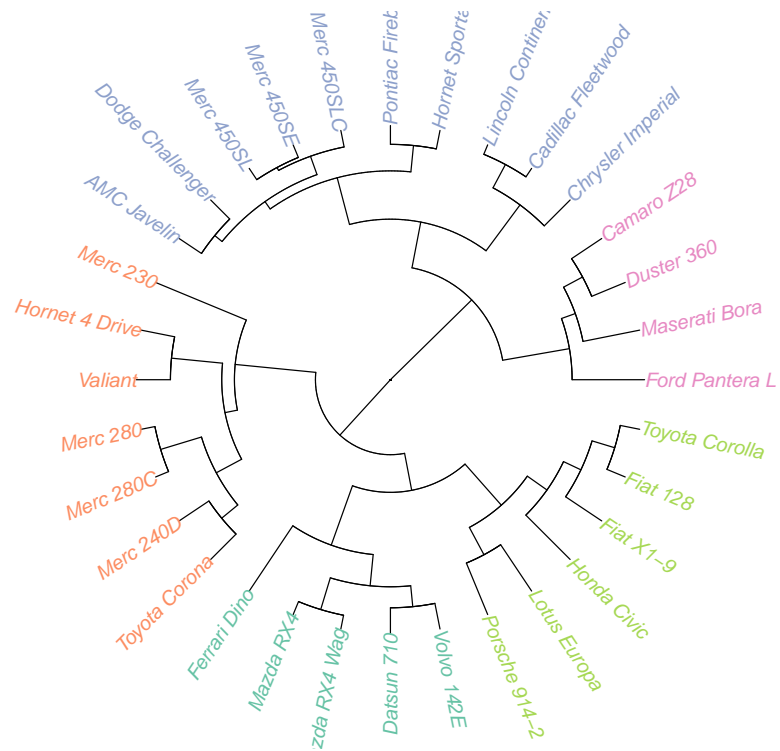 Merc 450SLC
Pontiac Fireb
Hornet Sporta
Lincoln Continen
Cadillac Fleetwood
Chrysler Imperial
Camaro Z28
Duster 360
Maserati Bora
Ford Pantera L
Toyota Corolla
Fiat 128
Fiat X1-9
Honda Civic
Lotus Europa
Porsche 914-2
Volvo 142E
Datsun 710
zda RX4 Wag
Mazda RX4
Ferrari Dino
Toyota Corona
Merc 240D
Merc 280C
Merc 280
Valiant
Hornet 4 Drive
Merc 230
AMC Javelin
Dodge Challenger
Merc 450SL
Merc 450SE